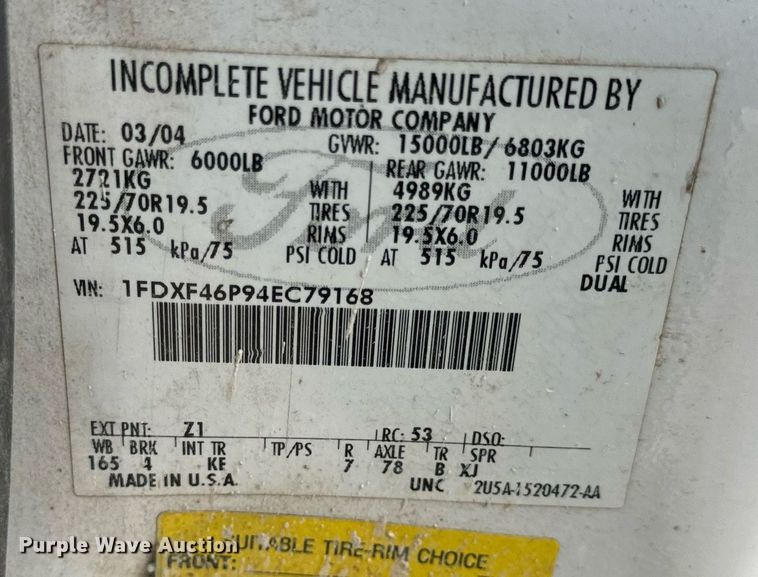 INCOMPLETE VEHICLE MANUFACTURED BY
FORD MOTOR COMPANY
DATE: 03/04 GVWR: 15000LB/ 6803KG
FRONT GAWR: 6000LB REAR GAWR: 11000LB
2721KG WITH 4989KG WITH
225/70R19.5 TIRES 225/70R19.5 TIRES
19.5X6.0 RIMS 19.5X6.0 RIMS
AT 515 kPa/75 PSI COLD AT 515 kPa/75 PSI COLD
DUAL
Ford
VIN: 1FDXF46P94EC79168
EXT PNT: Z1 RC: 53 DSO:
WB BRK INT TR TP/PS R AXLE TR SPR
165 4 KE 7 78 B XJ
MADE IN U.S.A. UNC 2U5A-1520472-AA
Purple Wave Auction
SUITABLE TIRE-RIM CHOICE
FRONT: